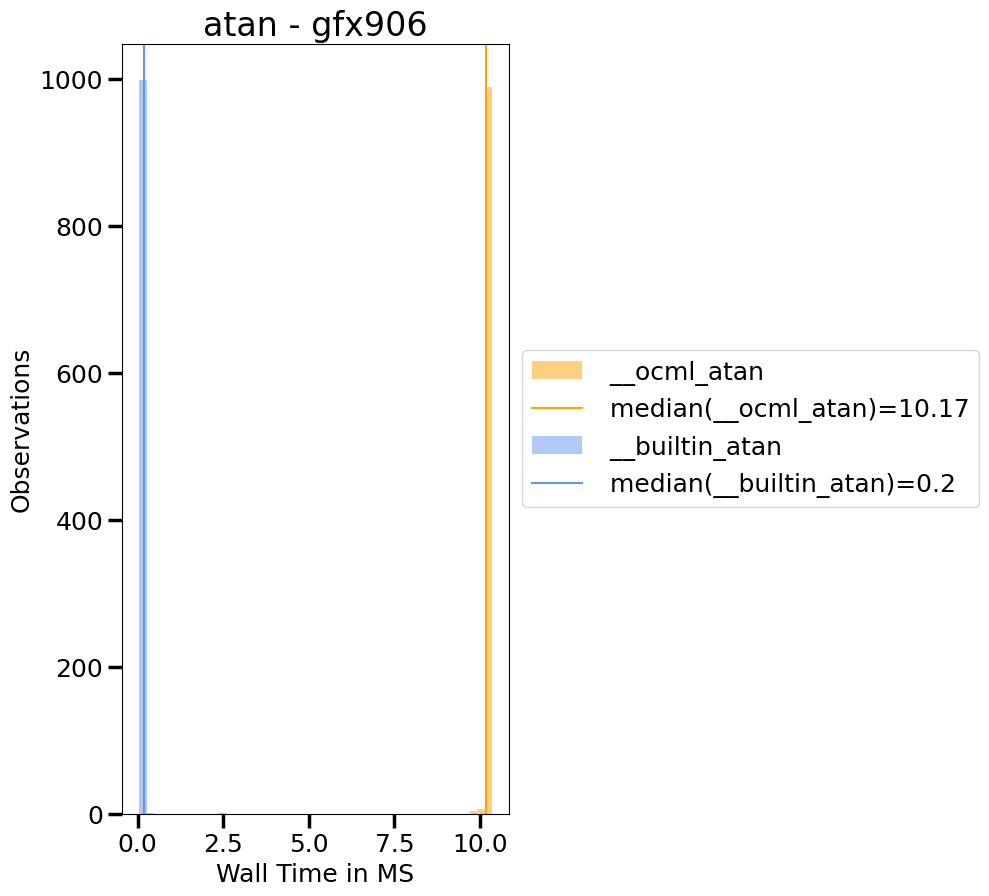 atan - gfx906
1000
800
600
400
200
0
Observations
0.0 2.5 5.0 7.5 10.0
Wall Time in MS
__ocml_atan
median(__ocml_atan)=10.17
__builtin_atan
median(__builtin_atan)=0.2